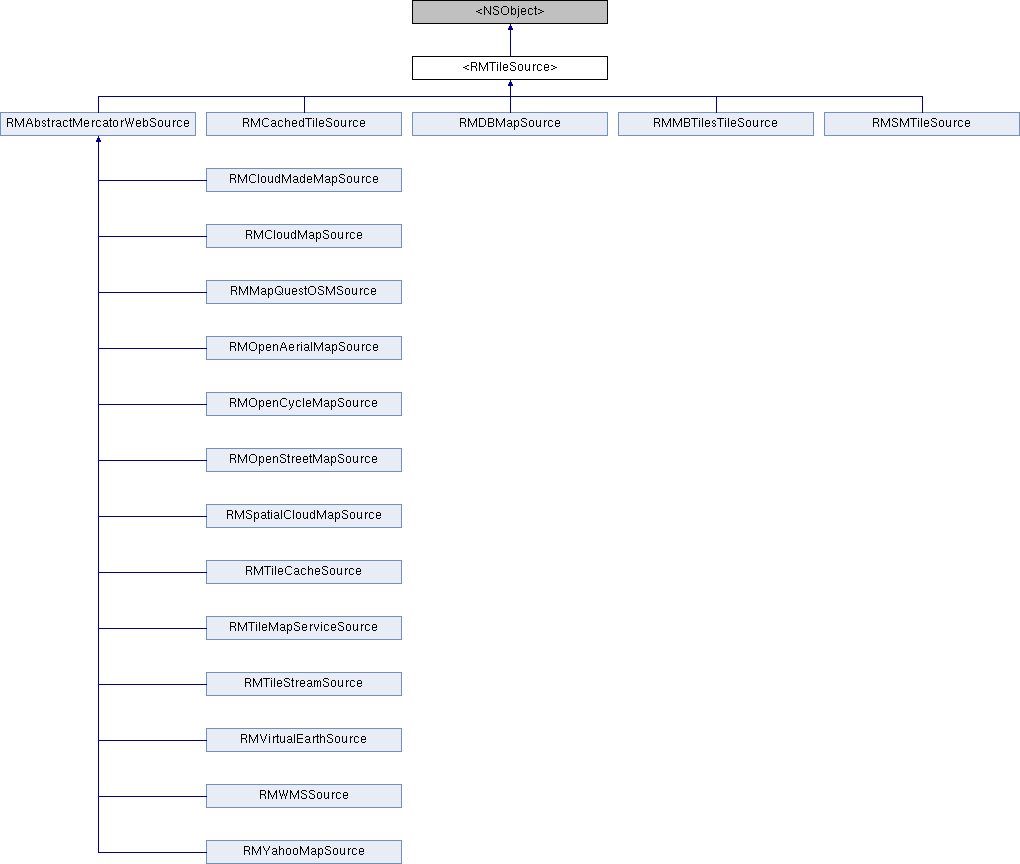 <NSObject>
<RMTileSource>
RMAbstractMercatorWebSource
RMCachedTileSource
RMDBMapSource
RMMBTilesTileSource
RMSMTileSource
RMCloudMadeMapSource
RMCloudMapSource
RMMapQuestOSMSource
RMOpenAerialMapSource
RMOpenCycleMapSource
RMOpenStreetMapSource
RMSpatialCloudMapSource
RMTileCacheSource
RMTileMapServiceSource
RMTileStreamSource
RMVirtualEarthSource
RMWMSSource
RMYahooMapSource